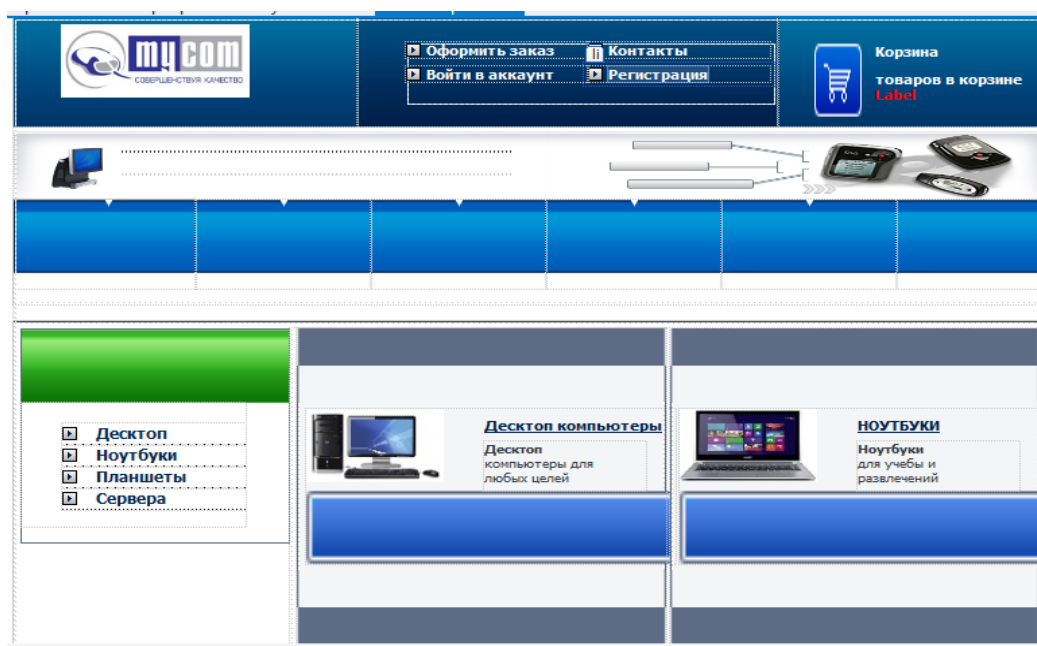 mycom
СОВЕРШЕНСТВУЯ КАЧЕСТВО
Оформить заказ
li Контакты
Войти в аккаунт
Регистрация
Корзина
товаров в корзине
Label
Десктоп
Ноутбуки
Планшеты
Сервера
Десктоп компьютеры
Десктоп
компьютеры для
любых целей
НОУТБУКИ
Ноутбуки
для учебы и
развлечений